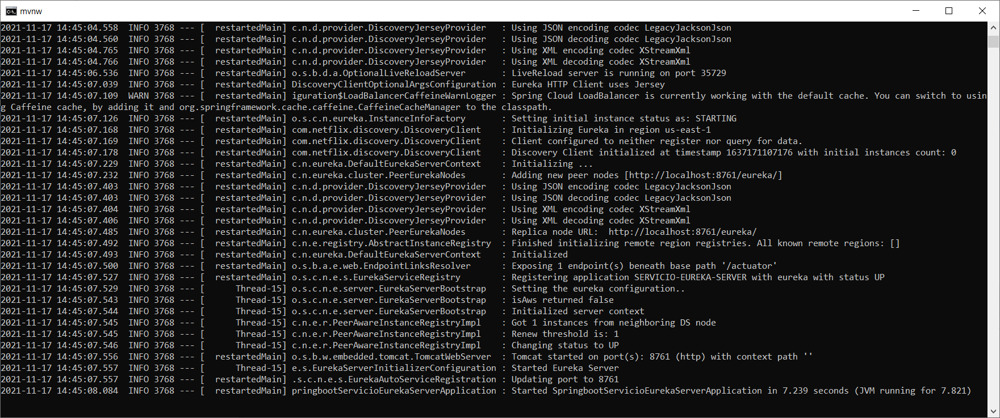 mvnw
2021-11-17 14:45:04.558  INFO 3768 --- [  restartedMain] c.n.d.provider.DiscoveryJerseyProvider   : Using JSON encoding codec LegacyJacksonJson
2021-11-17 14:45:04.560  INFO 3768 --- [  restartedMain] c.n.d.provider.DiscoveryJerseyProvider   : Using JSON decoding codec LegacyJacksonJson
2021-11-17 14:45:04.765  INFO 3768 --- [  restartedMain] c.n.d.provider.DiscoveryJerseyProvider   : Using XML encoding codec XStreamXml
2021-11-17 14:45:04.766  INFO 3768 --- [  restartedMain] c.n.d.provider.DiscoveryJerseyProvider   : Using XML decoding codec XStreamXml
2021-11-17 14:45:06.536  INFO 3768 --- [  restartedMain] o.s.b.d.a.OptionalLiveReloadServer       : LiveReload server is running on port 35729
2021-11-17 14:45:07.039  INFO 3768 --- [  restartedMain] DiscoveryClientOptionalArgsConfiguration : Eureka HTTP Client uses Jersey
2021-11-17 14:45:07.109  WARN 3768 --- [  restartedMain] iguration$LoadBalancerCaffeineWarnLogger : Spring Cloud LoadBalancer is currently working with the default cache. You can switch to usin
g Caffeine cache, by adding it and org.springframework.cache.caffeine.CaffeineCacheManager to the classpath.
2021-11-17 14:45:07.126  INFO 3768 --- [  restartedMain] o.s.c.n.eureka.InstanceInfoFactory       : Setting initial instance status as: STARTING
2021-11-17 14:45:07.168  INFO 3768 --- [  restartedMain] com.netflix.discovery.DiscoveryClient    : Initializing Eureka in region us-east-1
2021-11-17 14:45:07.169  INFO 3768 --- [  restartedMain] com.netflix.discovery.DiscoveryClient    : Client configured to neither register nor query for data.
2021-11-17 14:45:07.178  INFO 3768 --- [  restartedMain] com.netflix.discovery.DiscoveryClient    : Discovery Client initialized at timestamp 1637171107176 with initial instances count: 0
2021-11-17 14:45:07.229  INFO 3768 --- [  restartedMain] c.n.eureka.DefaultEurekaServerContext    : Initializing ...
2021-11-17 14:45:07.232  INFO 3768 --- [  restartedMain] c.n.eureka.cluster.PeerEurekaNodes       : Adding new peer nodes [http://localhost:8761/eureka/]
2021-11-17 14:45:07.403  INFO 3768 --- [  restartedMain] c.n.d.provider.DiscoveryJerseyProvider   : Using JSON encoding codec LegacyJacksonJson
2021-11-17 14:45:07.403  INFO 3768 --- [  restartedMain] c.n.d.provider.DiscoveryJerseyProvider   : Using JSON decoding codec LegacyJacksonJson
2021-11-17 14:45:07.404  INFO 3768 --- [  restartedMain] c.n.d.provider.DiscoveryJerseyProvider   : Using XML encoding codec XStreamXml
2021-11-17 14:45:07.406  INFO 3768 --- [  restartedMain] c.n.d.provider.DiscoveryJerseyProvider   : Using XML decoding codec XStreamXml
2021-11-17 14:45:07.485  INFO 3768 --- [  restartedMain] c.n.eureka.cluster.PeerEurekaNodes       : Replica node URL:  http://localhost:8761/eureka/
2021-11-17 14:45:07.492  INFO 3768 --- [  restartedMain] c.n.e.registry.AbstractInstanceRegistry  : Finished initializing remote region registries. All known remote regions: []
2021-11-17 14:45:07.493  INFO 3768 --- [  restartedMain] c.n.eureka.DefaultEurekaServerContext    : Initialized
2021-11-17 14:45:07.500  INFO 3768 --- [  restartedMain] o.s.b.a.e.web.EndpointLinksResolver      : Exposing 1 endpoint(s) beneath base path '/actuator'
2021-11-17 14:45:07.527  INFO 3768 --- [  restartedMain] o.s.c.n.e.s.EurekaServiceRegistry        : Registering application SERVICIO-EUREKA-SERVER with eureka with status UP
2021-11-17 14:45:07.529  INFO 3768 --- [      Thread-15] o.s.c.n.e.server.EurekaServerBootstrap   : Setting the eureka configuration..
2021-11-17 14:45:07.543  INFO 3768 --- [      Thread-15] o.s.c.n.e.server.EurekaServerBootstrap   : isAws returned false
2021-11-17 14:45:07.544  INFO 3768 --- [      Thread-15] o.s.c.n.e.server.EurekaServerBootstrap   : Initialized server context
2021-11-17 14:45:07.545  INFO 3768 --- [      Thread-15] c.n.e.r.PeerAwareInstanceRegistryImpl    : Got 1 instances from neighboring DS node
2021-11-17 14:45:07.545  INFO 3768 --- [      Thread-15] c.n.e.r.PeerAwareInstanceRegistryImpl    : Renew threshold is: 1
2021-11-17 14:45:07.546  INFO 3768 --- [      Thread-15] c.n.e.r.PeerAwareInstanceRegistryImpl    : Changing status to UP
2021-11-17 14:45:07.556  INFO 3768 --- [  restartedMain] o.s.b.w.embedded.tomcat.TomcatWebServer  : Tomcat started on port(s): 8761 (http) with context path ''
2021-11-17 14:45:07.557  INFO 3768 --- [      Thread-15] e.s.EurekaServerInitializerConfiguration : Started Eureka Server
2021-11-17 14:45:07.557  INFO 3768 --- [  restartedMain] .s.c.n.e.s.EurekaAutoServiceRegistration : Updating port to 8761
2021-11-17 14:45:08.084  INFO 3768 --- [  restartedMain] pringbootServicioEurekaServerApplication : Started SpringbootServicioEurekaServerApplication in 7.239 seconds (JVM running for 7.821)